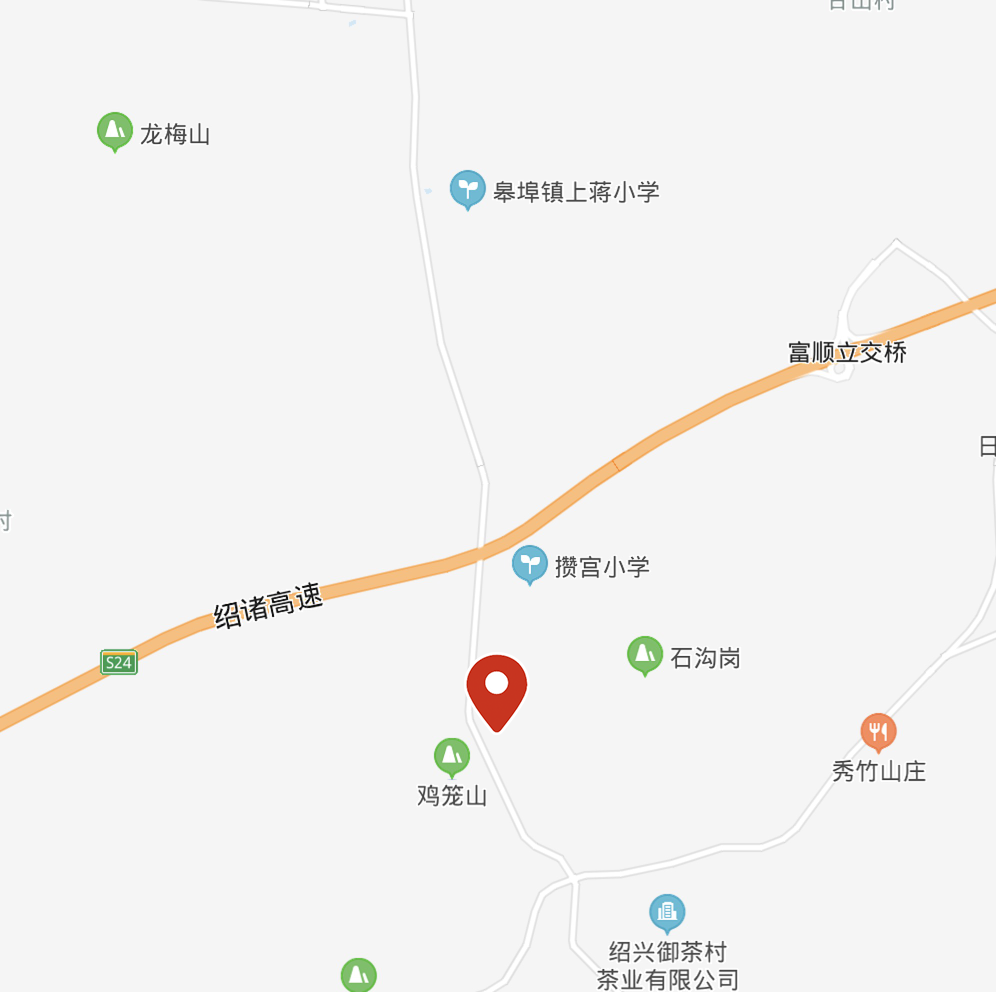 龙梅山
皋埠镇上蒋小学
富顺立交桥
日
村
攒宫小学
绍诸高速
S24
石沟岗
秀竹山庄
鸡笼山
绍兴御茶村
茶业有限公司